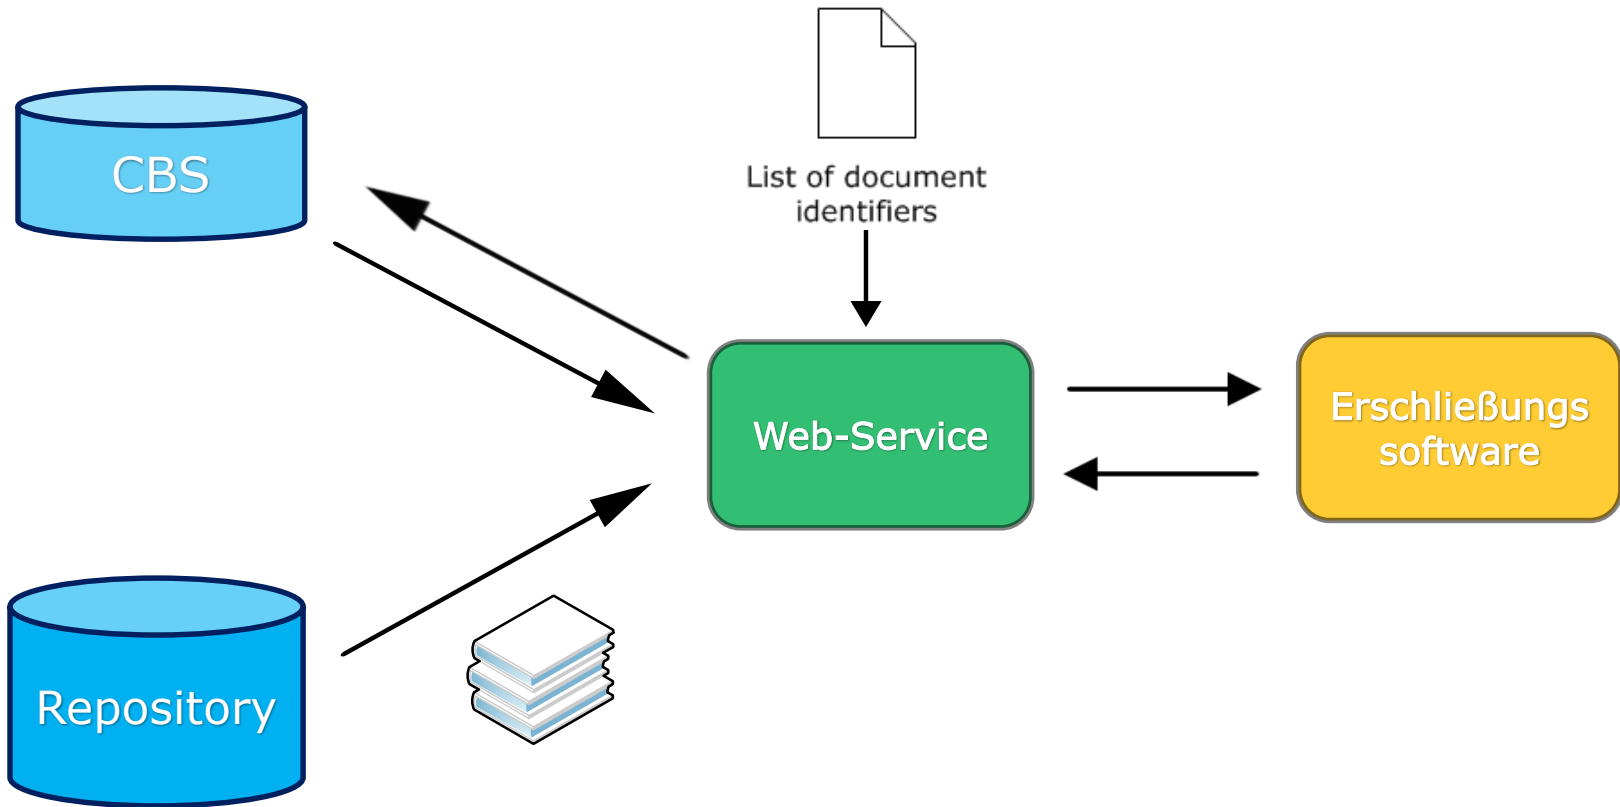 CBS
List of document
identifiers
Web-Service
Erschließungs
software
Repository